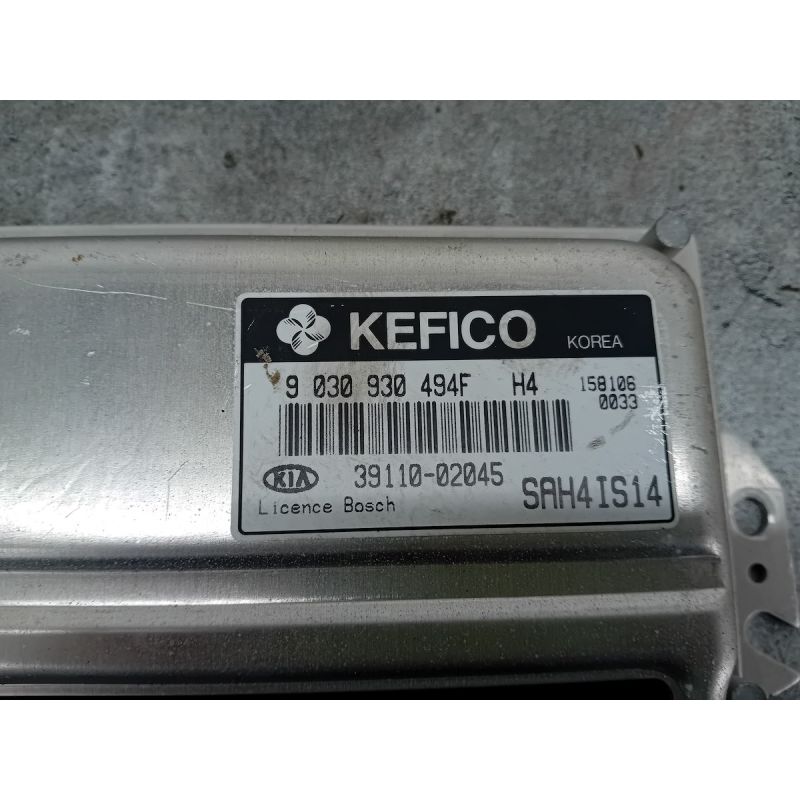 KEFICO KOREA
9 030 930 494F H4 158106
0033
KIA 39110-02045 SAH4IS14
Licence Bosch